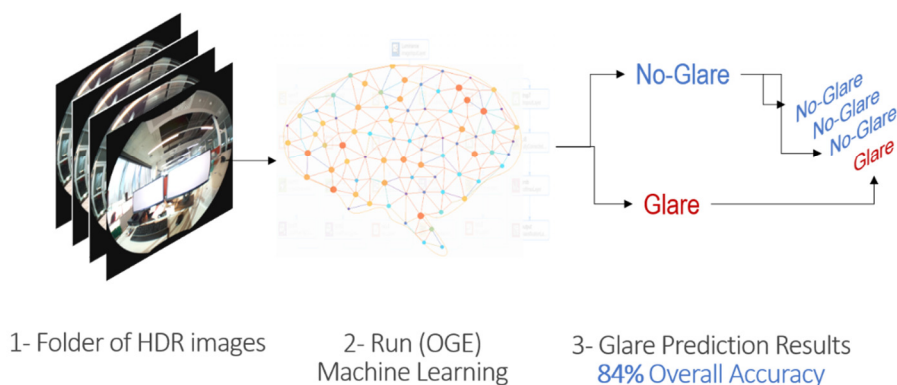 No-Glare
Glare
No-Glare
No-Glare
No-Glare
Glare
1- Folder of HDR images
2- Run (OGE)
Machine Learning
3- Glare Prediction Results
84% Overall Accuracy